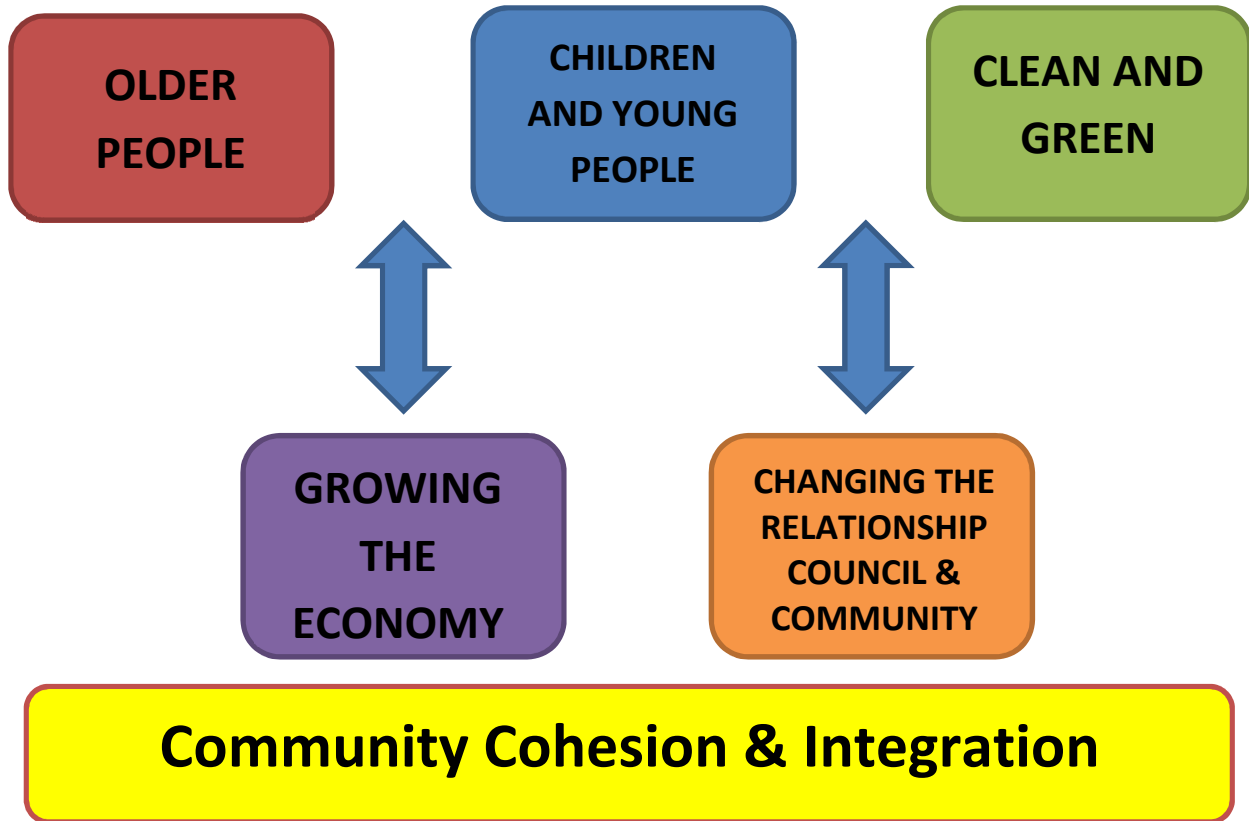 OLDER
PEOPLE
CHILDREN
AND YOUNG
PEOPLE
CLEAN AND
GREEN
GROWING
THE
ECONOMY
CHANGING THE
RELATIONSHIP
COUNCIL &
COMMUNITY
Community Cohesion & Integration